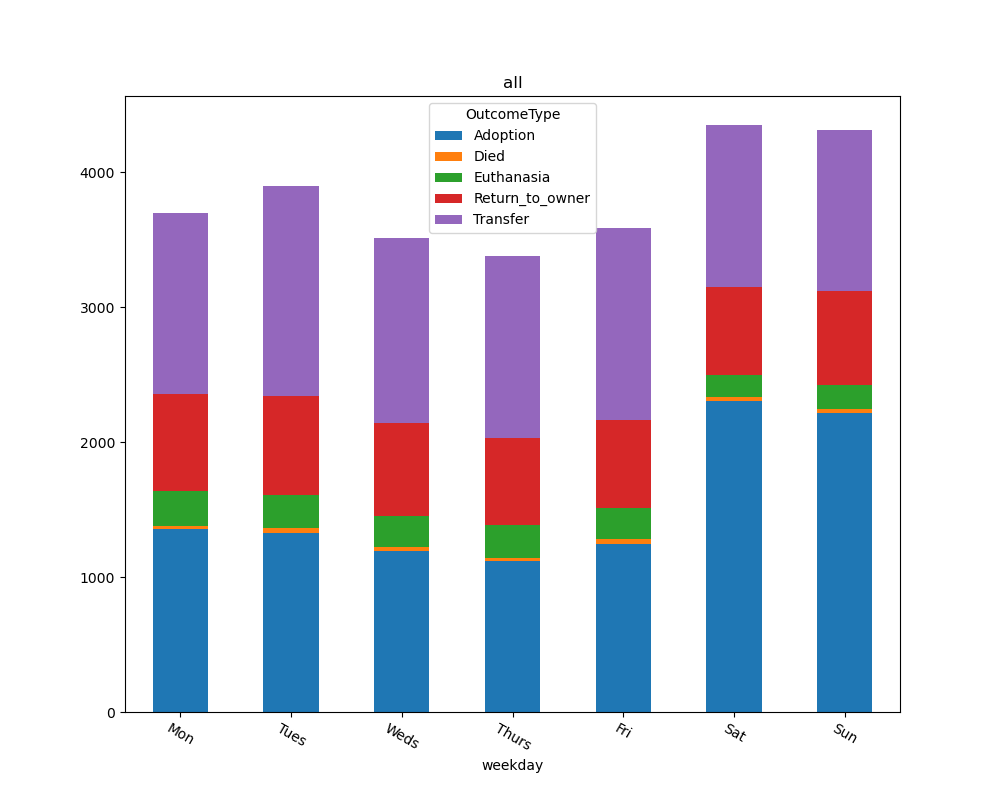 all
OutcomeType
Adoption
Died
Euthanasia
Return_to_owner
Transfer
4000
3000
2000
1000
0
Mon Tues Weds Thurs Fri Sat Sun
weekday